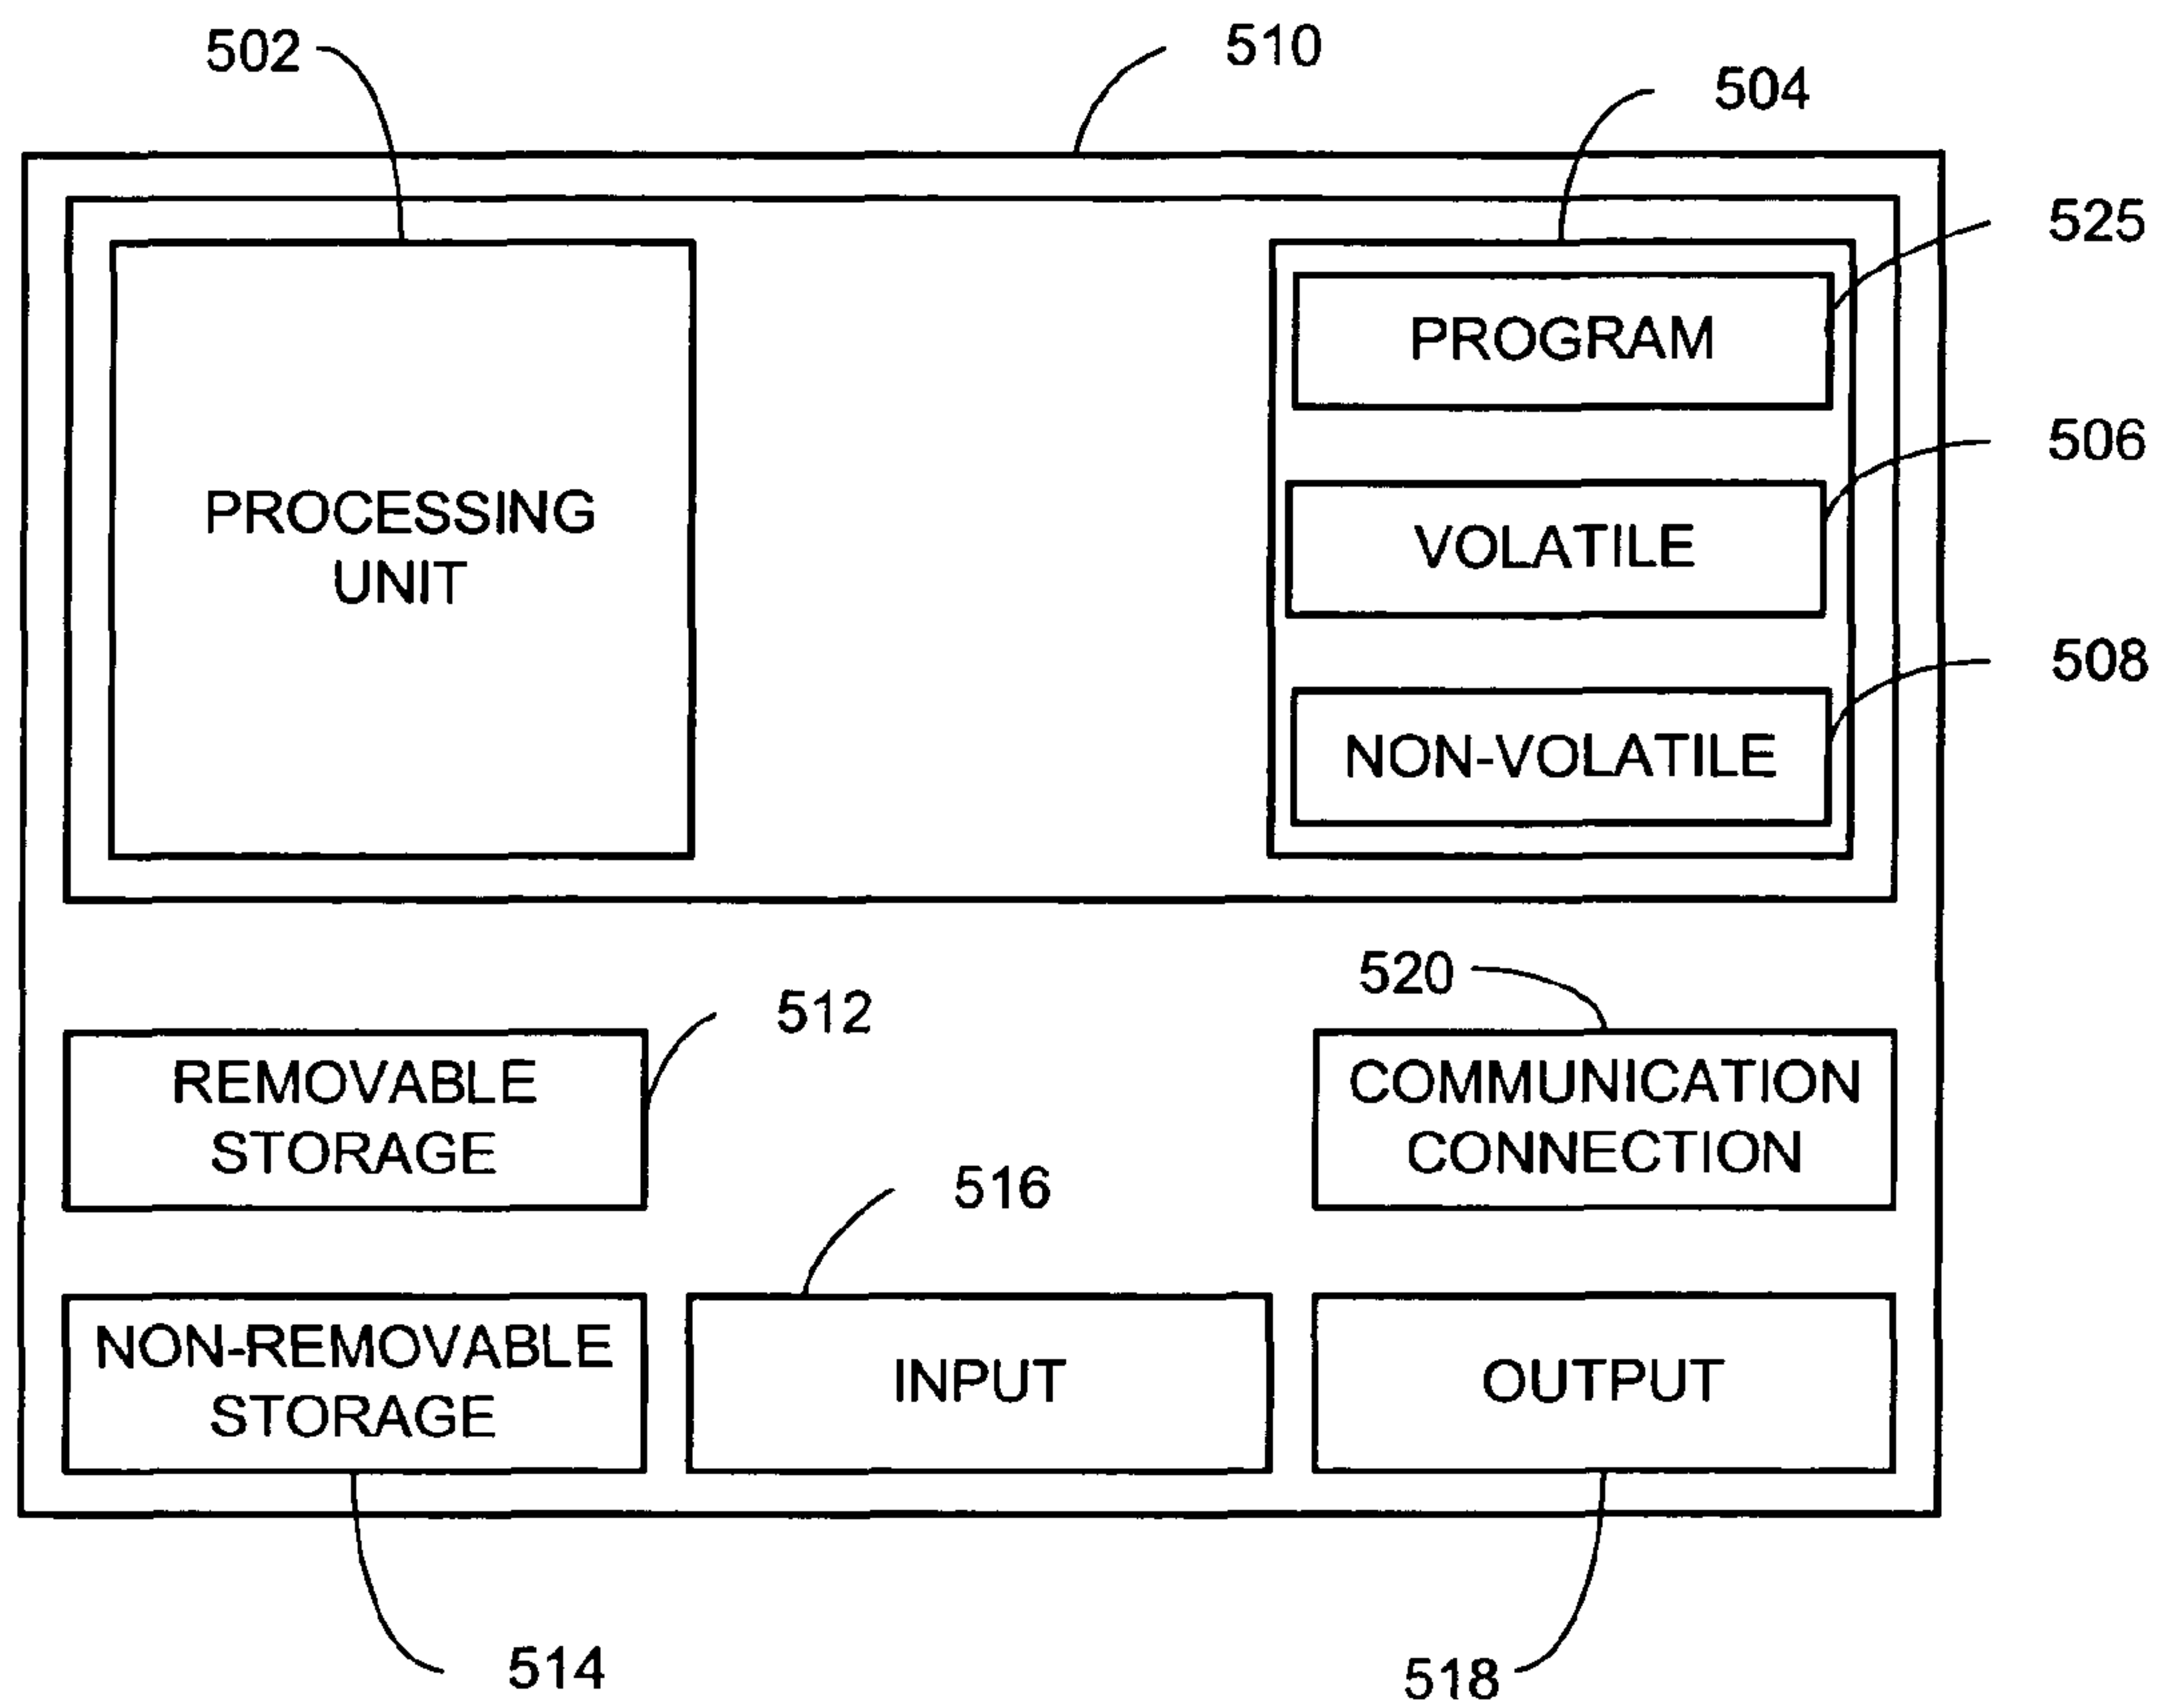 502
510
504
525
PROGRAM
506
PROCESSING
UNIT
VOLATILE
508
NON-VOLATILE
512
520
REMOVABLE
STORAGE
COMMUNICATION
CONNECTION
516
NON-REMOVABLE
STORAGE
INPUT
OUTPUT
514
518